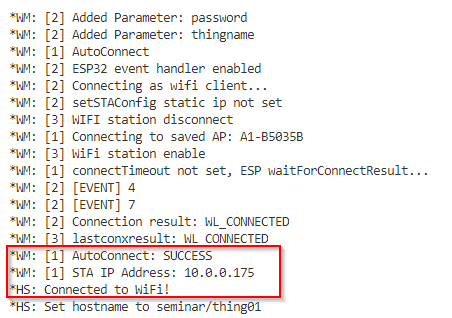 *WM: [2] Added Parameter: password
*WM: [2] Added Parameter: thingname
*WM: [1] AutoConnect
*WM: [2] ESP32 event handler enabled
*WM: [2] Connecting as wifi client...
*WM: [2] setSTAConfig static ip not set
*WM: [3] WIFI station disconnect
*WM: [1] Connecting to saved AP: A1-B5035B
*WM: [3] WiFi station enable
*WM: [1] connectTimeout not set, ESP waitForConnectResult...
*WM: [2] [EVENT] 4
*WM: [2] [EVENT] 7
*WM: [2] Connection result: WL_CONNECTED
*WM: [3] lastconxresult: WL_CONNECTED
*WM: [1] AutoConnect: SUCCESS
*WM: [1] STA IP Address: 10.0.0.175
*HS: Connected to WiFi!
*HS: Set hostname to seminar/thing01